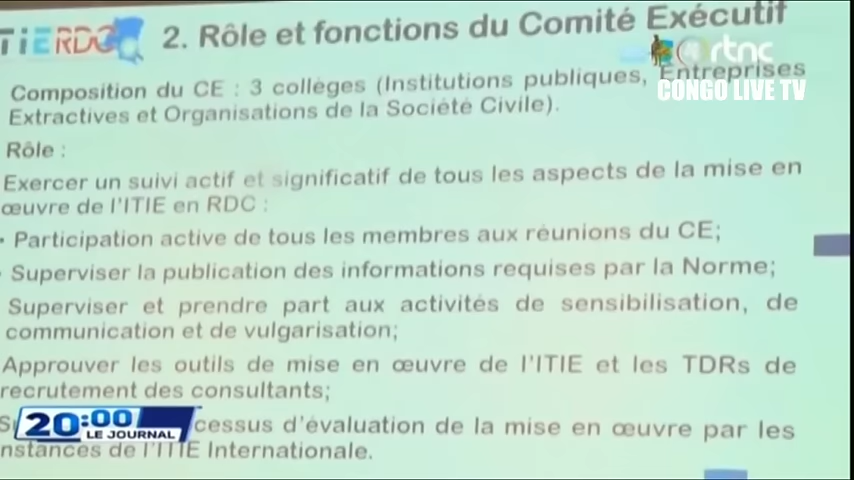 TiERDC 2. Rôle et fonctions du Comité Exécutif
rtnc
CONGO LIVE TV
Composition du CE : 3 collèges (Institutions publiques, Entreprises
Extractives et Organisations de la Société Civile).
Rôle :
Exercer un suivi actif et significatif de tous les aspects de la mise en
œuvre de l'ITIE en RDC :
• Participation active de tous les membres aux réunions du CE;
• Superviser la publication des informations requises par la Norme;
Superviser et prendre part aux activités de sensibilisation, de
communication et de vulgarisation;
Approuver les outils de mise en œuvre de l'ITIE et les TDRs de
recrutement des consultants;
cessus d'évaluation de la mise en œuvre par les
nstances de l'ITIE Internationale.
20:00
LE JOURNAL